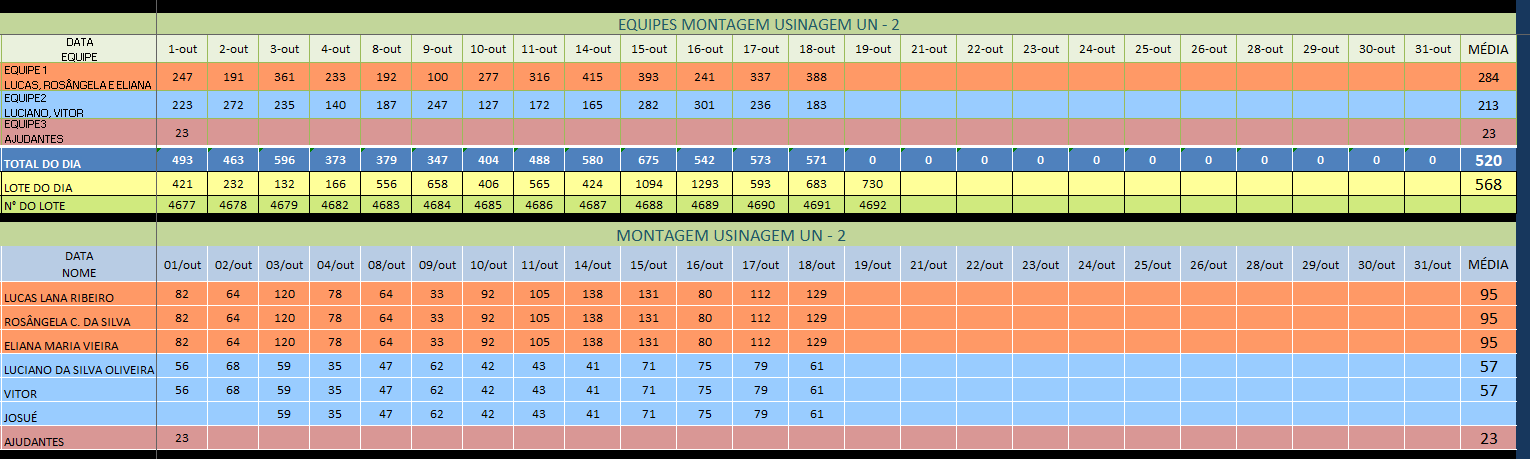 EQUIPES MONTAGEM USINAGEM UN - 2
DATA
EQUIPE 1-out 2-out 3-out 4-out 8-out 9-out 10-out 11-out 14-out 15-out 16-out 17-out 18-out 19-out 21-out 22-out 23-out 24-out 25-out 26-out 28-out 29-out 30-out 31-out MÉDIA
EQUIPE 1
LUCAS, ROSÂNGELA E ELIANA 247 191 361 233 192 100 277 316 415 393 241 337 388 284
EQUIPE2
LUCIANO, VITOR 223 272 235 140 187 247 127 172 165 282 301 236 183 213
EQUIPE3
AJUDANTES 23 23
TOTAL DO DIA 493 463 596 373 379 347 404 488 580 675 542 573 571 0 0 0 0 0 0 0 0 0 0 0 520
LOTE DO DIA 421 232 132 166 556 658 406 565 424 1094 1293 593 683 730 568
N° DO LOTE 4677 4678 4679 4682 4683 4684 4685 4686 4687 4688 4689 4690 4691 4692
MONTAGEM USINAGEM UN - 2
DATA
NOME 01/out 02/out 03/out 04/out 08/out 09/out 10/out 11/out 14/out 15/out 16/out 17/out 18/out 19/out 21/out 22/out 23/out 24/out 25/out 26/out 28/out 29/out 30/out 31/out MÉDIA
LUCAS LANA RIBEIRO 82 64 120 78 64 33 92 105 138 131 80 112 129 95
ROSÂNGELA C. DA SILVA 82 64 120 78 64 33 92 105 138 131 80 112 129 95
ELIANA MARIA VIEIRA 82 64 120 78 64 33 92 105 138 131 80 112 129 95
LUCIANO DA SILVA OLIVEIRA 56 68 59 35 47 62 42 43 41 71 75 79 61 57
VITOR 56 68 59 35 47 62 42 43 41 71 75 79 61 57
JOSUÉ 59 35 47 62 42 43 41 71 75 79 61
AJUDANTES 23 23